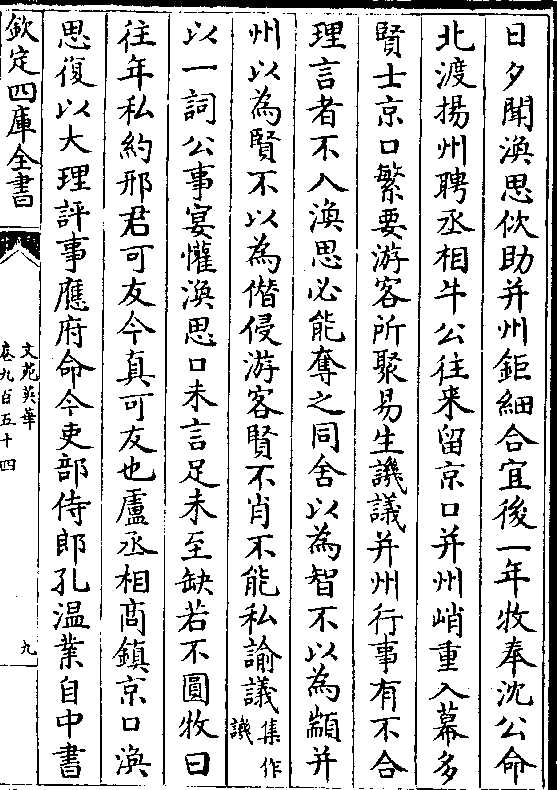 日夕聞渙思佽助并州鉅細合宜後一年牧奉沈公命
北渡揚州聘丞相牛公往来留京口并州峭重入幕多
賢士京口繁要游客所聚易生譏議并州行事有不合
理言者不入渙思必能奪之同舍以為智不以為顓并
州以為賢不以為僭侵游客賢不肖不能私諭議集作譏
以一詞公事宴懽渙思口未言足未至缺若不圓牧曰
往年私約邢君可友今真可友也盧丞相商鎮京口渙
思復以大理評事應府命今吏部侍郎孔温業自中書
欽定四庫全書
文苑英華
卷九百五十四
九